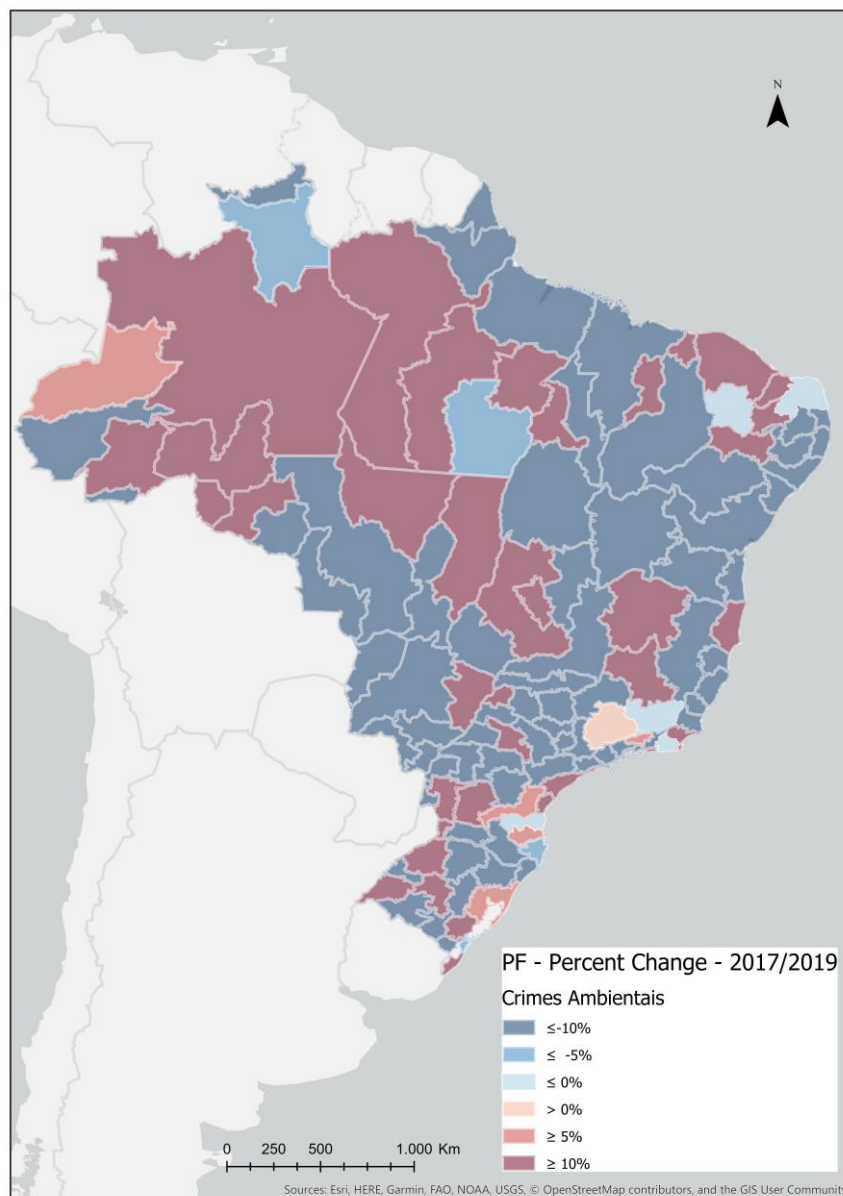 N
PF - Percent Change - 2017/2019
Crimes Ambientais
≤-10%
≤ -5%
≤ 0%
> 0%
≥ 5%
≥ 10%
0 250 500 1.000 Km
Sources: Esri, HERE, Garmin, FAO, NOAA, USGS, © OpenStreetMap contributors, and the GIS User Community